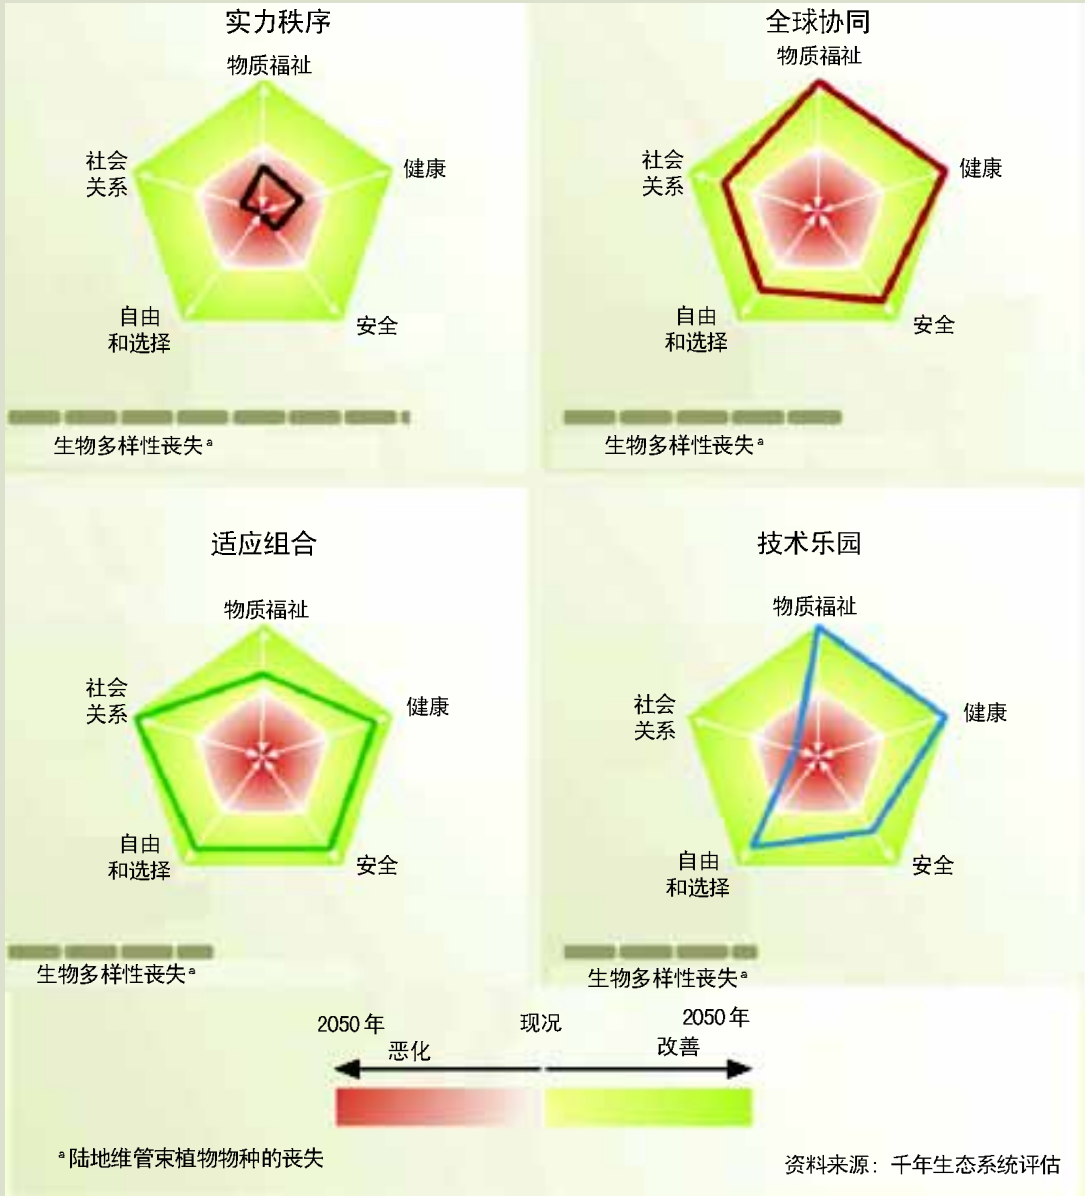 实力秩序
物质福祉
社会
关系
健康
自由
和选择
安全
生物多样性丧失ᵃ
全球协同
物质福祉
社会
关系
健康
自由
和选择
安全
生物多样性丧失ᵃ
适应组合
物质福祉
社会
关系
健康
自由
和选择
安全
生物多样性丧失ᵃ
技术乐园
物质福祉
社会
关系
健康
自由
和选择
安全
生物多样性丧失ᵃ
2050年
恶化
现况
2050年
改善
ᵃ陆地维管束植物物种的丧失
资料来源：千年生态系统评估